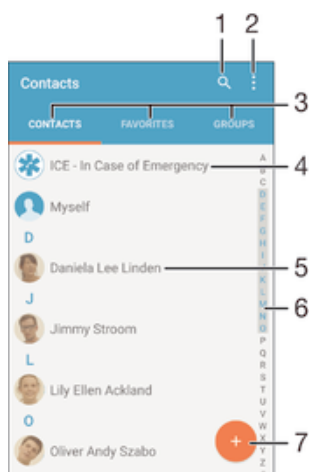 1 2
Contacts
3
CONTACTS FAVORITES GROUPS
ICE - In Case of Emergency 4
Myself
D
Daniela Lee Linden 5
J
Jimmy Stroom
L
Lily Ellen Ackland
O
Oliver Andy Szabo
A
B
C
D
E
F
G
H
I
J
K
L
M
N
O
P
Q
R
S
T
U
V
W
X
Y
Z
6
+ 7